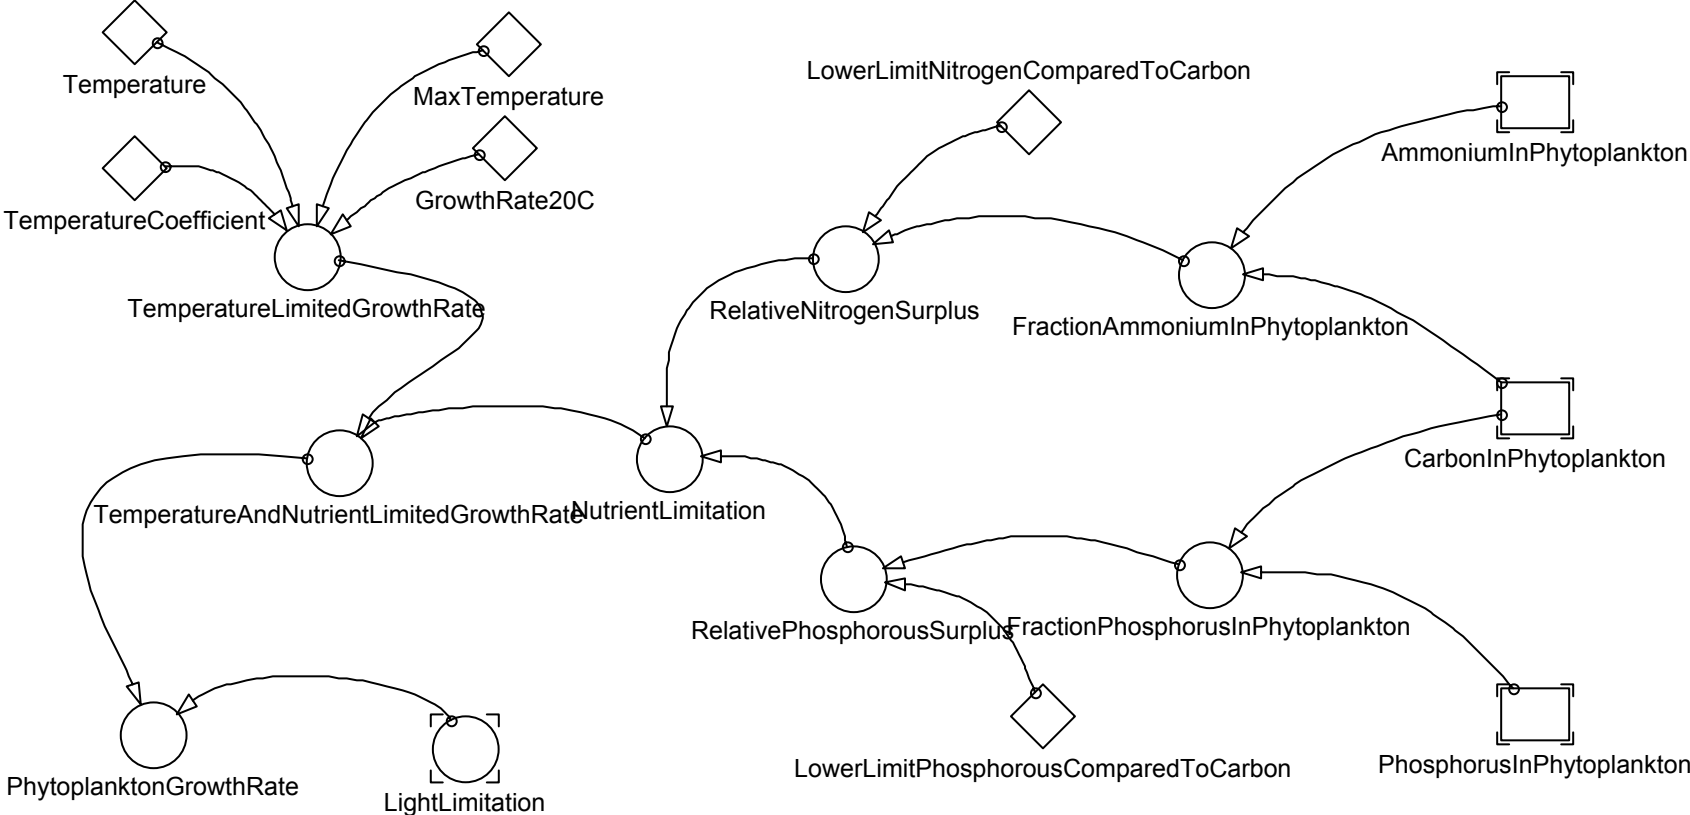 Temperature
MaxTemperature
LowerLimitNitrogenComparedToCarbon
AmmoniumInPhytoplankton
TemperatureCoefficient
GrowthRate20C
TemperatureLimitedGrowthRate
RelativeNitrogenSurplus
FractionAmmoniumInPhytoplankton
CarbonInPhytoplankton
TemperatureAndNutrientLimitedGrowthRate
NutrientLimitation
RelativePhosphorousSurplus
FractionPhosphorusInPhytoplankton
PhytoplanktonGrowthRate
LightLimitation
LowerLimitPhosphorousComparedToCarbon
PhosphorusInPhytoplankton